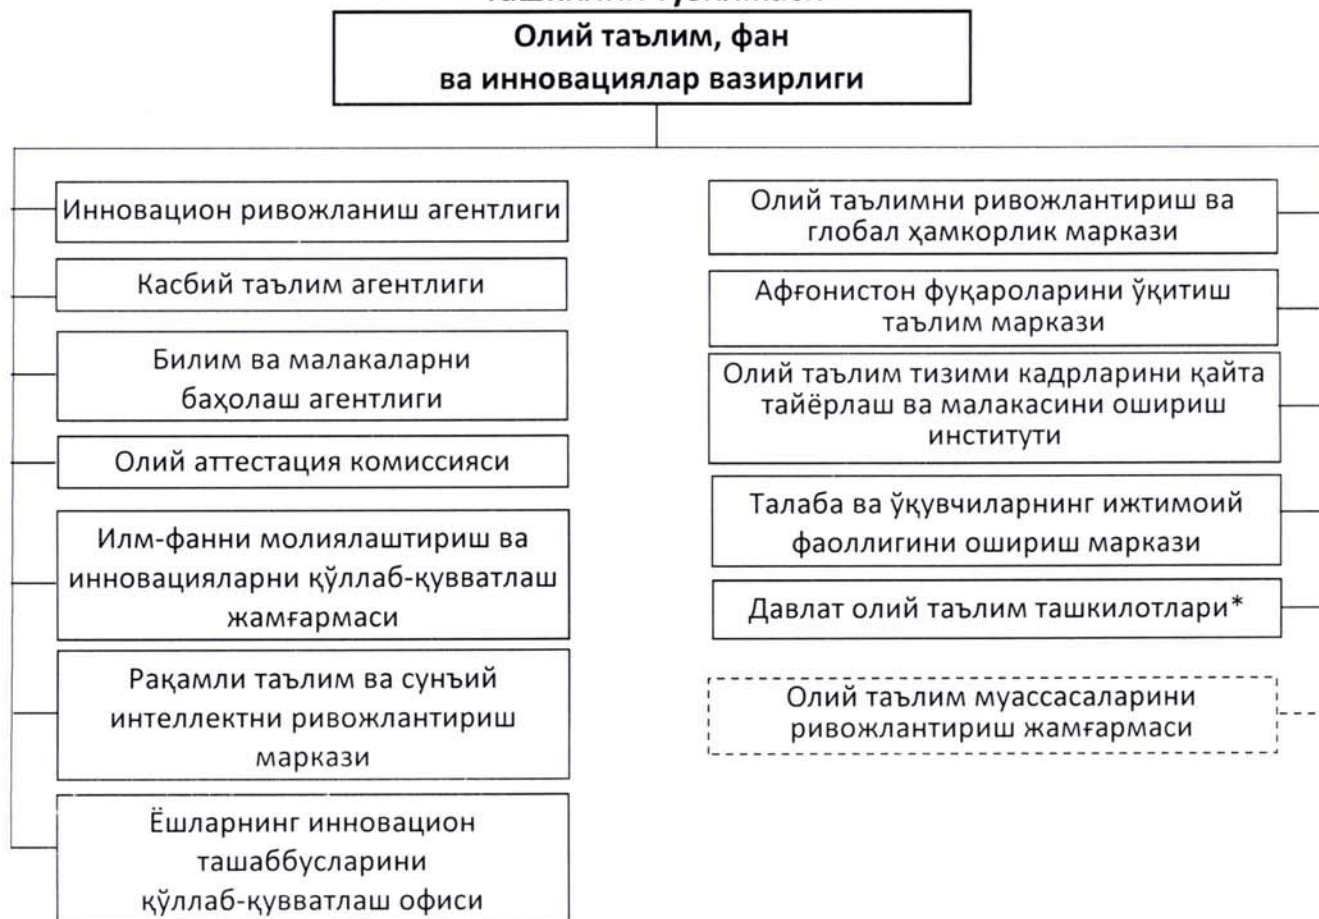 Олий таълим, фан
ва инновациялар вазирлиги
Инновацион ривожланиш агентлиги
Касбий таълим агентлиги
Билим ва малакаларни
баҳолаш агентлиги
Олий аттестация комиссияси
Илм-фанни молиялаштириш ва
инновацияларни қўллаб-қувватлаш
жамғармаси
Рақамли таълим ва сунъий
интеллектни ривожлантириш
маркази
Ёшларнинг инновацион
ташаббусларини
қўллаб-қувватлаш офиси
Олий таълимни ривожлантириш ва
глобал ҳамкорлик маркази
Афғонистон фуқароларини ўқитиш
таълим маркази
Олий таълим тизими кадрларини қайта
тайёрлаш ва малакасини ошириш
институти
Талаба ва ўқувчиларнинг ижтимоий
фаоллигини ошириш маркази
Давлат олий таълим ташкилотлари*
Олий таълим муассасаларини
ривожлантириш жамғармаси